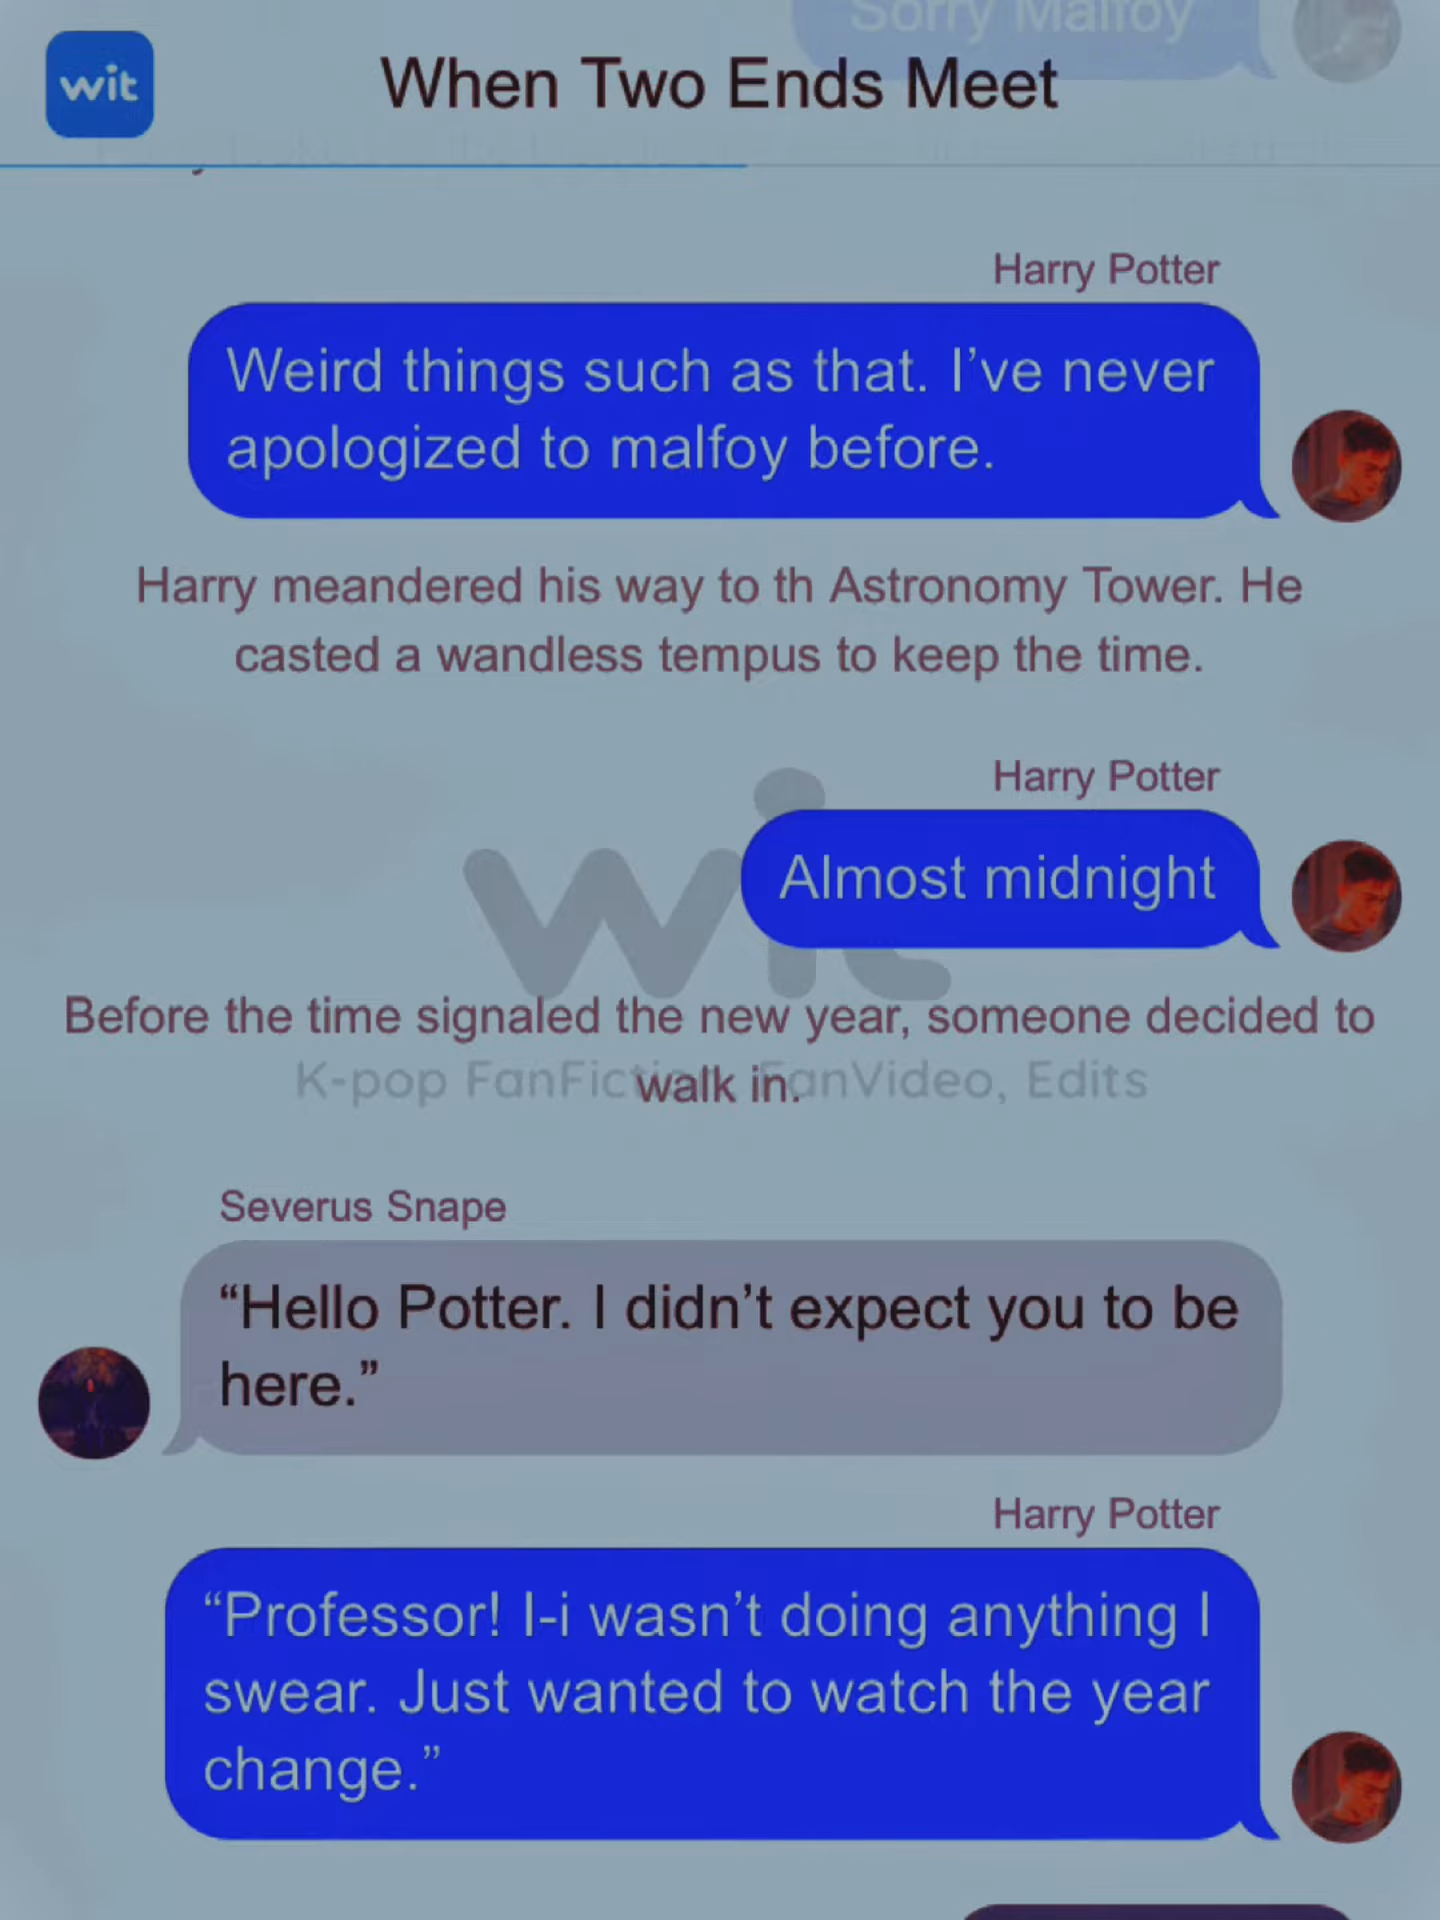 Sorry Malfoy
wit
When Two Ends Meet
Harry Potter
Weird things such as that. I've never
apologized to malfoy before.
Harry meandered his way to th Astronomy Tower. He
casted a wandless tempus to keep the time.
Harry Potter
Almost midnight
wit
Before the time signaled the new year, someone decided to
walk in.
K-pop FanFiction, FanVideo, Edits
Severus Snape
“Hello Potter. I didn’t expect you to be
here.”
Harry Potter
“Professor! I-i wasn’t doing anything I
swear. Just wanted to watch the year
change.”